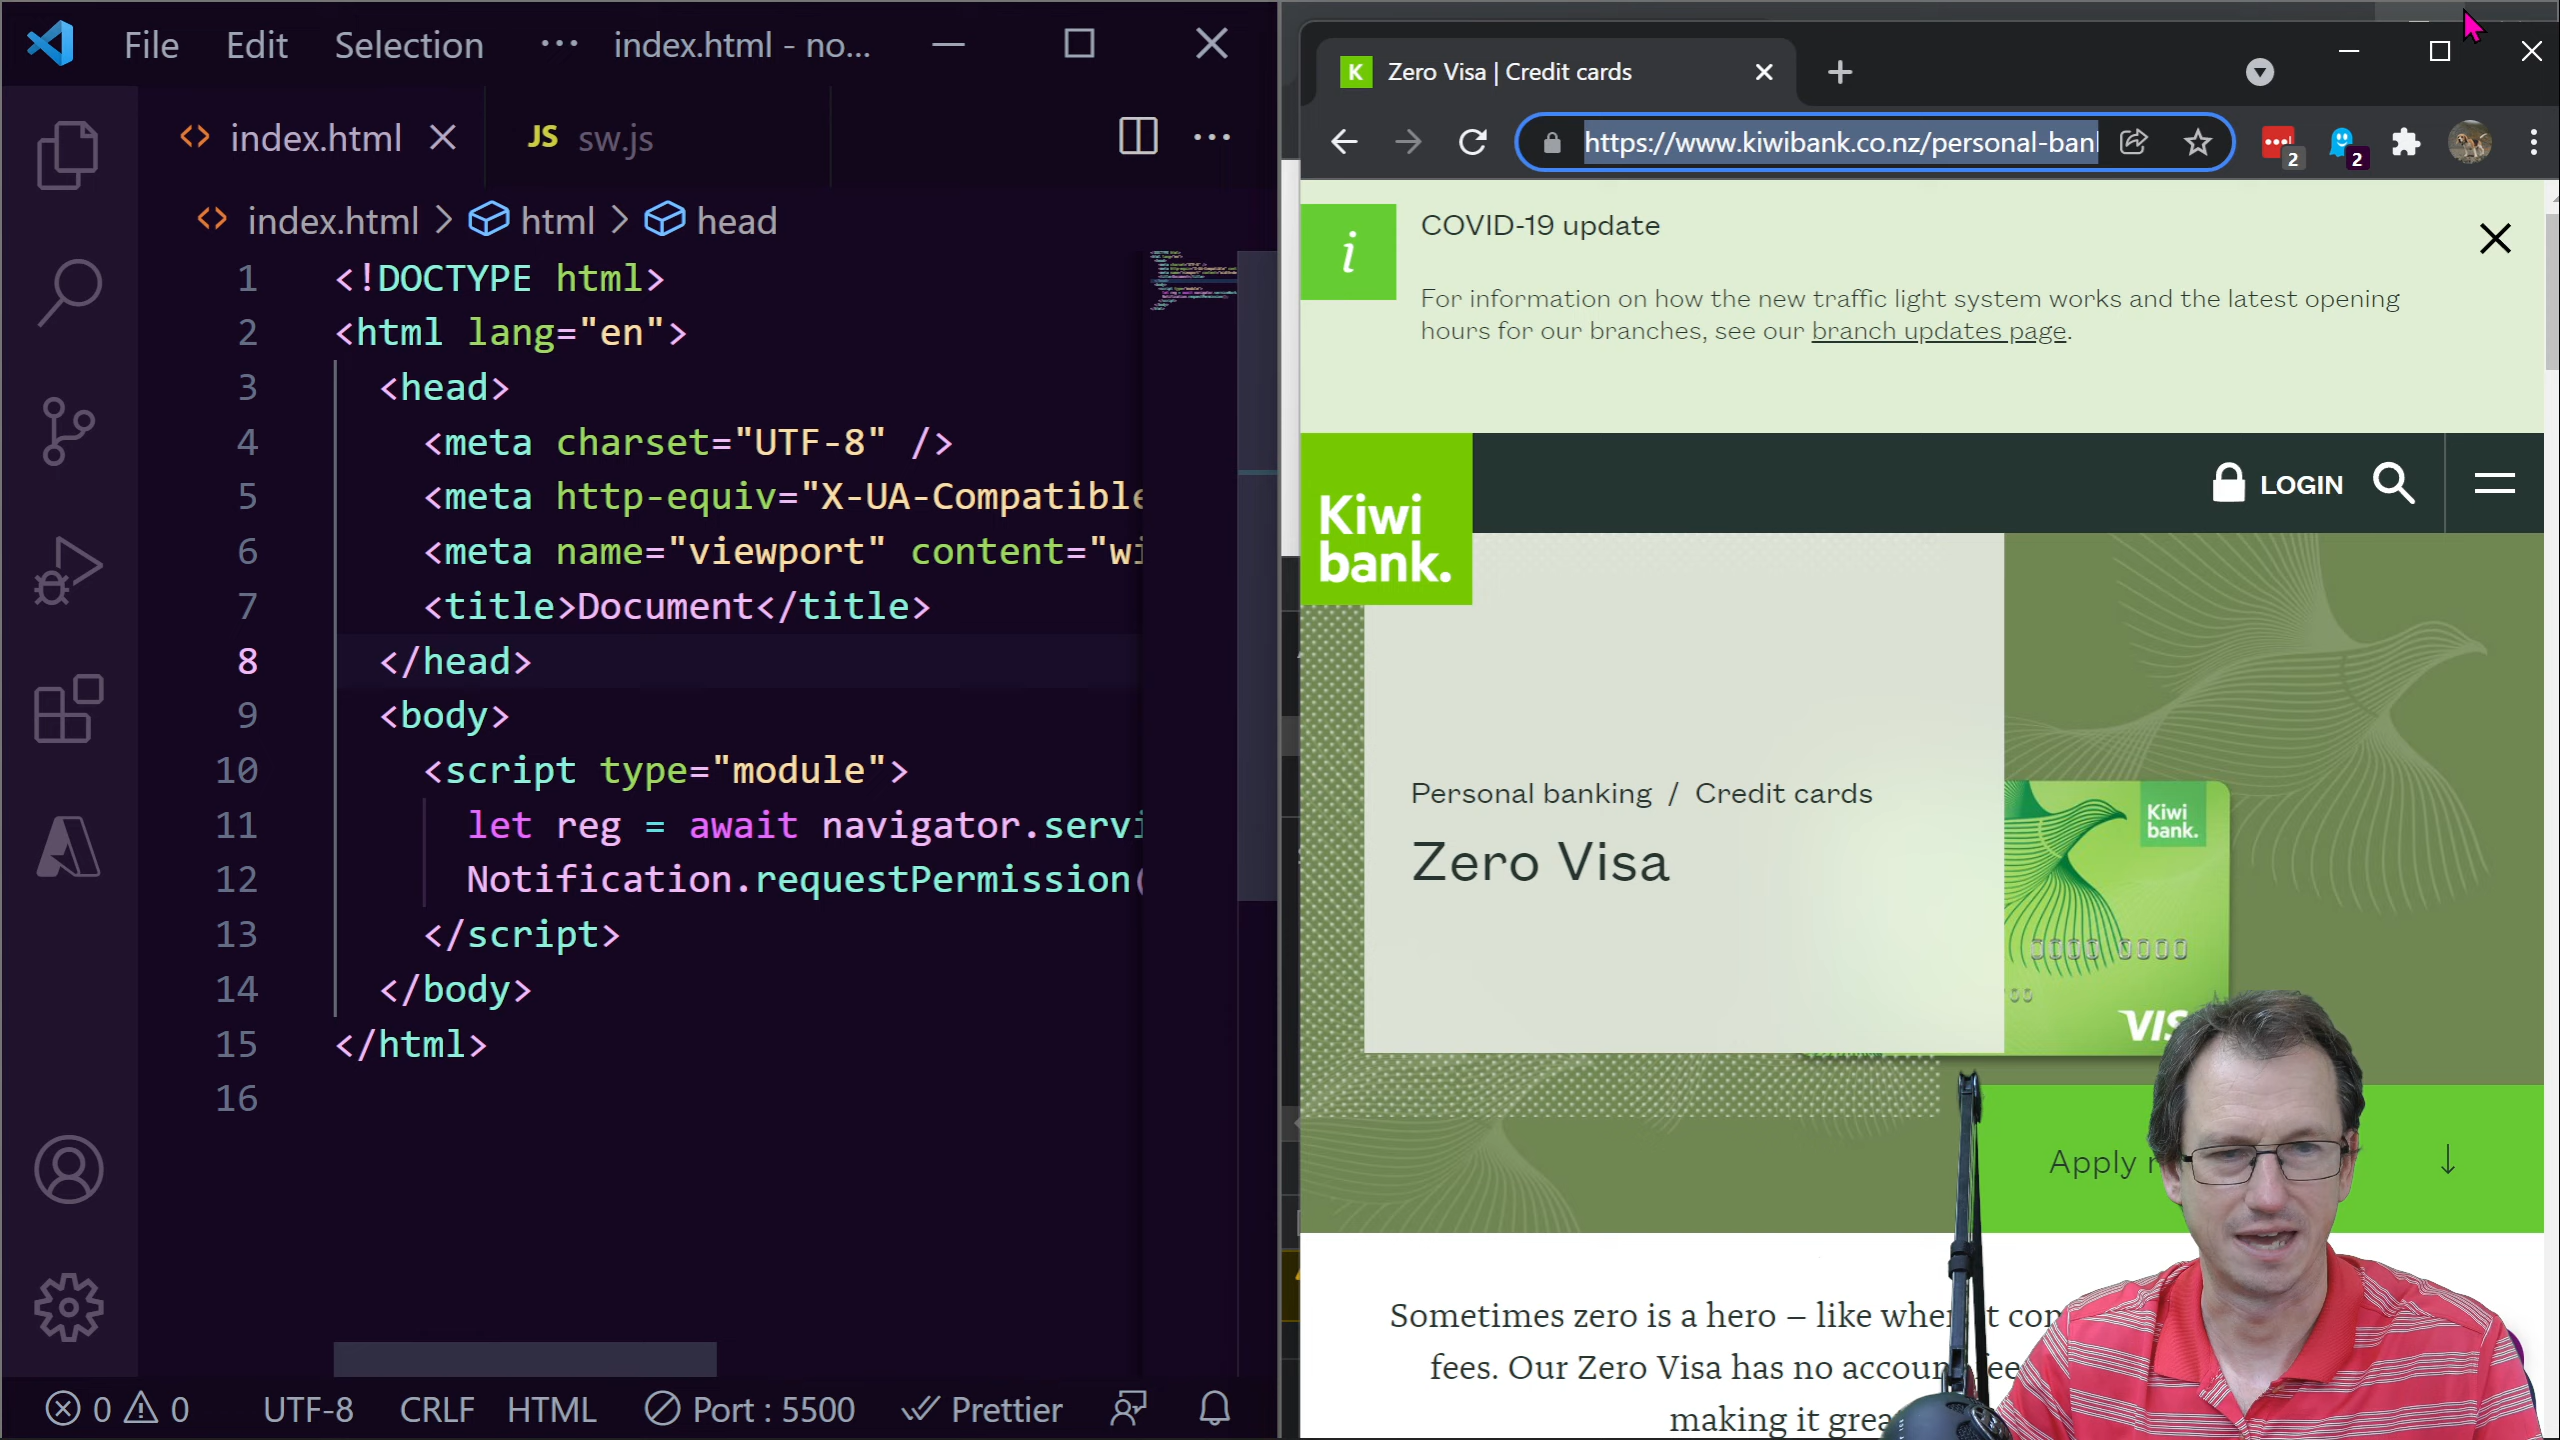 File Edit Selection ··· index.html - no...
index.html JS sw.js ···
index.html > html > head
1 <!DOCTYPE html>
2 <html lang="en">
3 <head>
4 <meta charset="UTF-8" />
5 <meta http-equiv="X-UA-Compatible
6 <meta name="viewport" content="wi
7 <title>Document</title>
8 </head>
9 <body>
10 <script type="module">
11 let reg = await navigator.servi
12 Notification.requestPermission(
13 </script>
14 </body>
15 </html>
16
0 0 UTF-8 CRLF HTML Port : 5500 Prettier
K Zero Visa | Credit cards
https://www.kiwibank.co.nz/personal-ban
2 2
i COVID-19 update
For information on how the new traffic light system works and the latest opening
hours for our branches, see our branch updates page.
Kiwi
bank.
LOGIN
Personal banking / Credit cards
Zero Visa
Kiwi
bank.
0000 0000
VIS
Apply
Sometimes zero is a hero – like when it
fees. Our Zero Visa has no account
making it